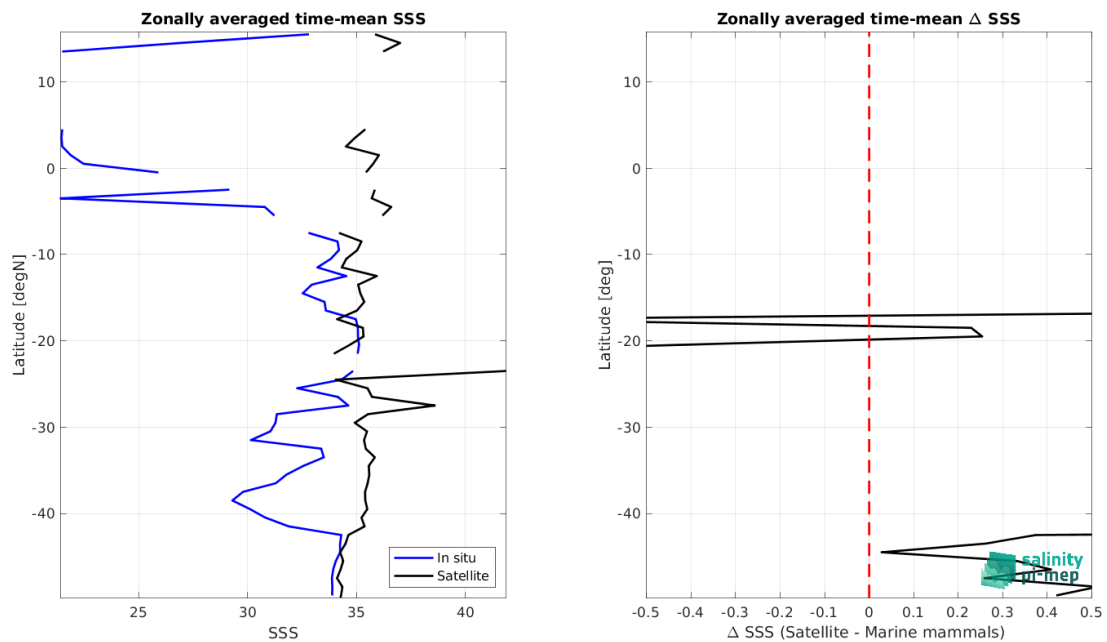 Zonally averaged time-mean SSS
10
0
-10
-20
-30
-40
Latitude [degN]
25
30
35
40
SSS
In situ
Satellite
Zonally averaged time-mean Δ SSS
10
0
-10
-20
-30
-40
Latitude [deg]
-0.5
-0.4
-0.3
-0.2
-0.1
0
0.1
0.2
0.3
0.4
0.5
Δ SSS (Satellite - Marine mammals)
salinity
pi-mep